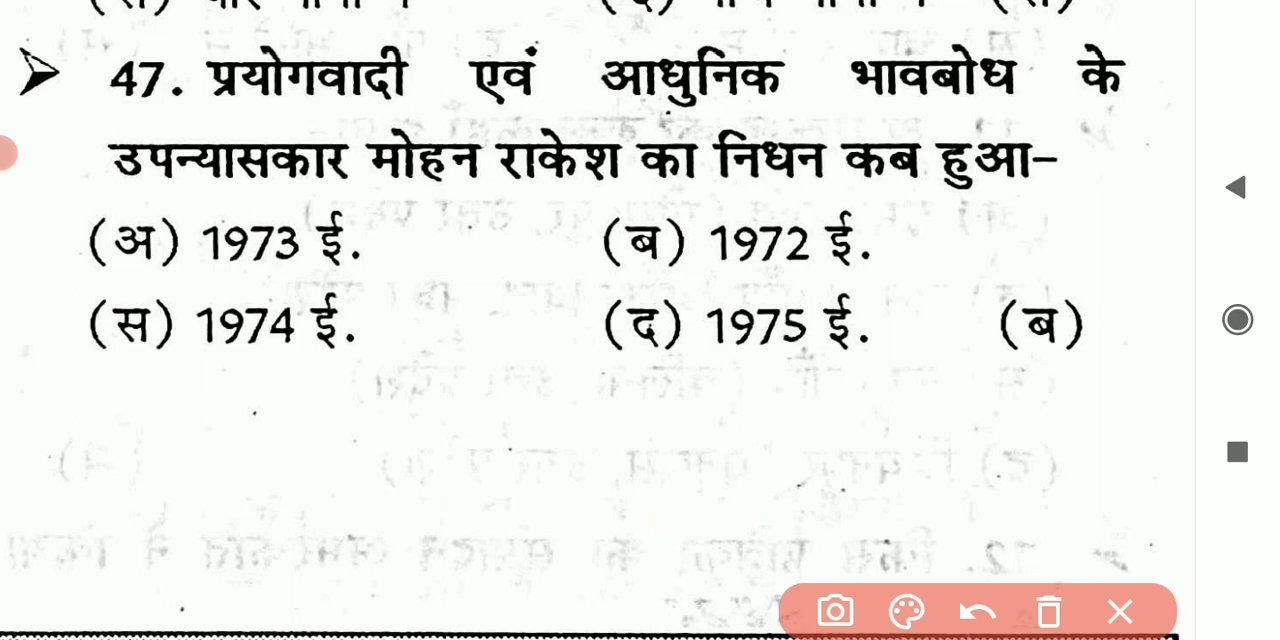 47. प्रयोगवादी एवं आधुनिक भावबोध के
उपन्यासकार मोहन राकेश का निधन कब हुआ–
(अ) 1973 ई. (ब) 1972 ई.
(स) 1974 ई. (द) 1975 ई. (ब)